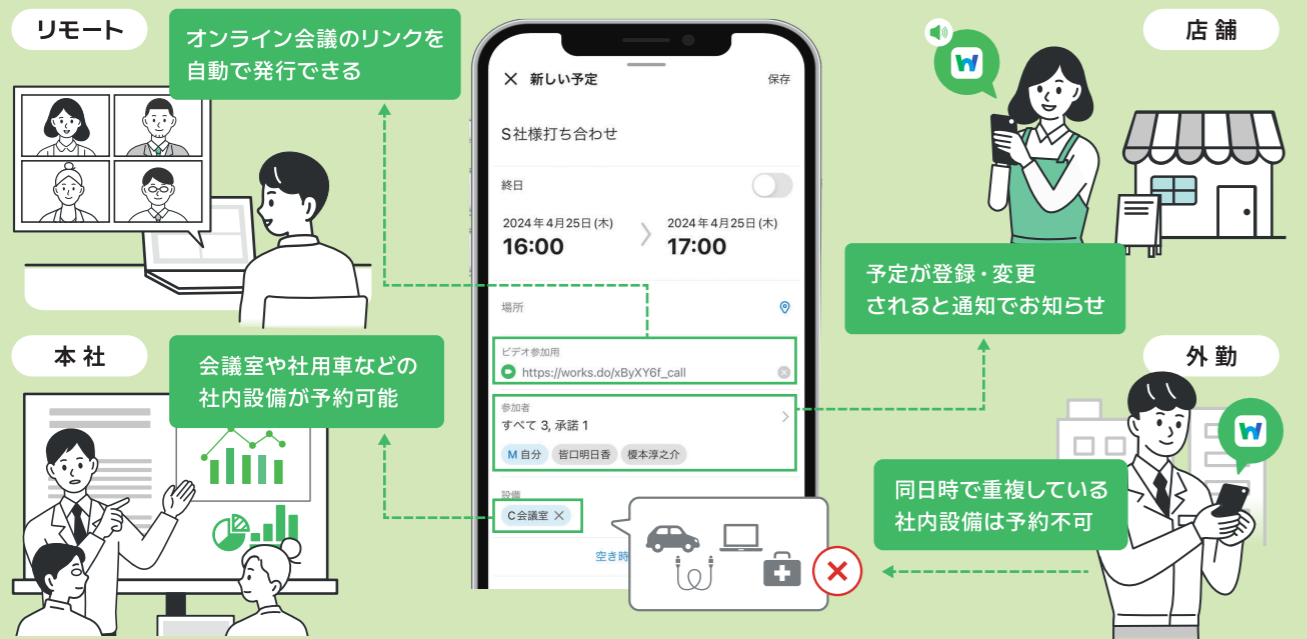 リモート
オンライン会議のリンクを
自動で発行できる
店舗
新しい予定
保存
S社様打ち合わせ
終日
2024年4月25日(木)
16:00
2024年4月25日(木)
17:00
予定が登録・変更
されると通知でお知らせ
場所
ビデオ参加用
https://works.do/xByXY6f_call
本社
会議室や社用車などの
社内設備が予約可能
外勤
参加者
すべて 3, 承諾 1
M 自分
皆口明日香
榎本淳之介
同日時で重複している
社内設備は予約不可
設備
C会議室
空き時